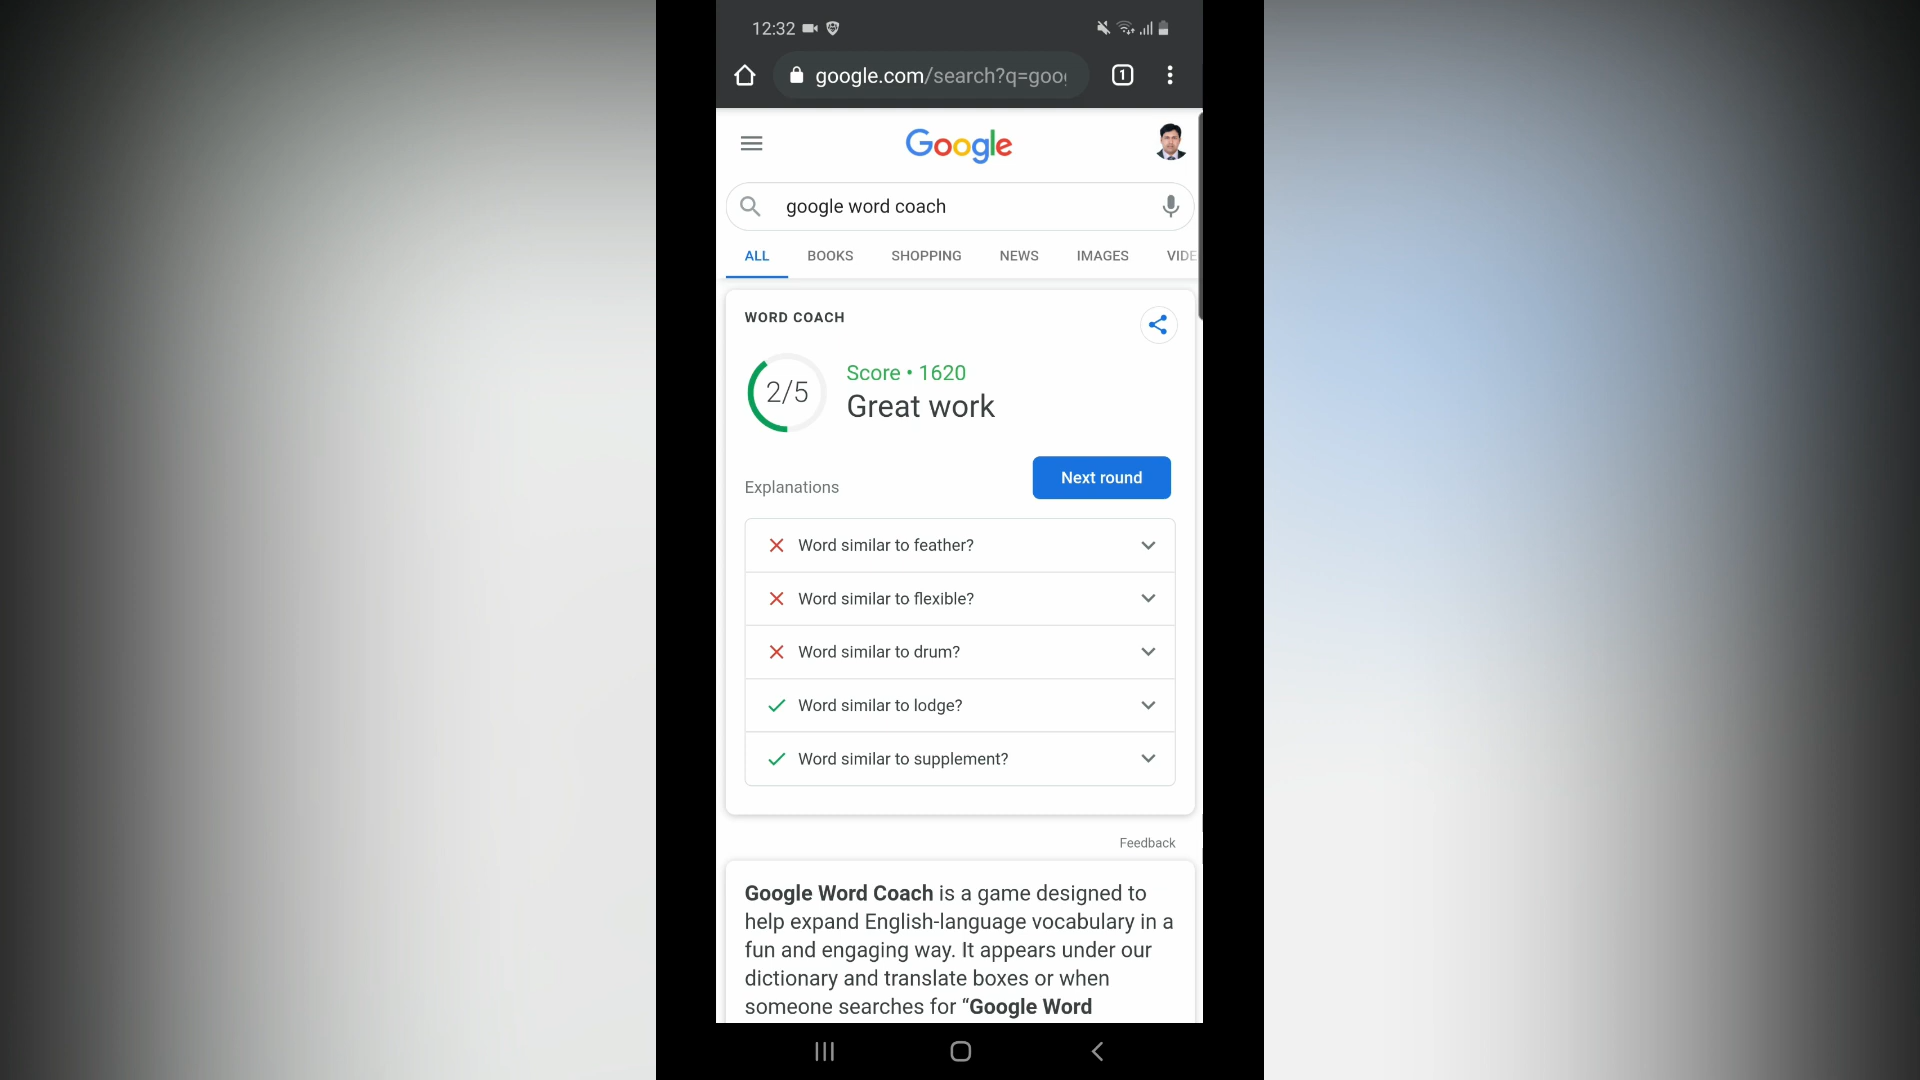 12:32
google.com/search?q=goo
1
Google
google word coach
ALL BOOKS SHOPPING NEWS IMAGES VIDE
WORD COACH
2/5
Score • 1620
Great work
Explanations
Next round
Word similar to feather?
Word similar to flexible?
Word similar to drum?
Word similar to lodge?
Word similar to supplement?
Feedback
Google Word Coach is a game designed to
help expand English-language vocabulary in a
fun and engaging way. It appears under our
dictionary and translate boxes or when
someone searches for “Google Word